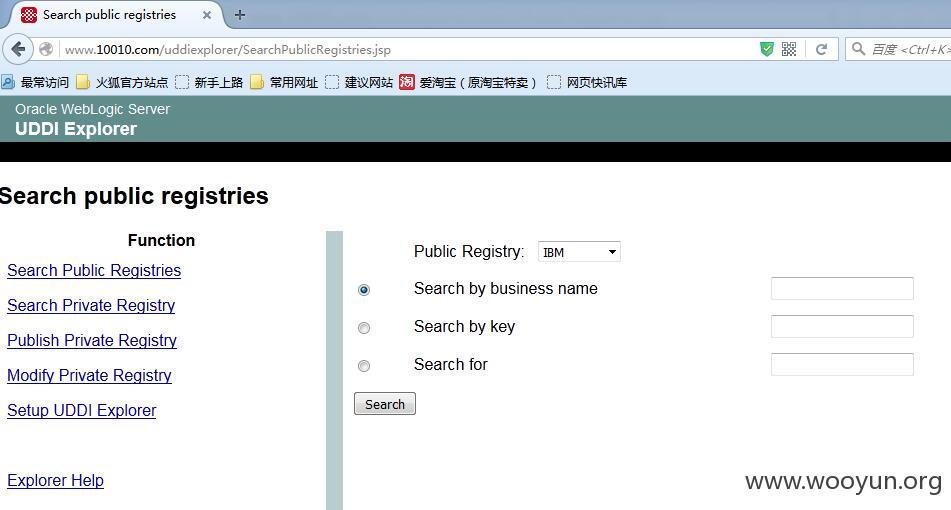 Search public registries
www.10010.com/uddiexplorer/SearchPublicRegistries.jsp
百度 <Ctrl+K>
最常访问 火狐官方站点 新手上路 常用网址 建议网站 淘 爱淘宝（原淘宝特卖） 网页快讯库
Oracle WebLogic Server
UDDI Explorer
Search public registries
Function
Search Public Registries
Search Private Registry
Publish Private Registry
Modify Private Registry
Setup UDDI Explorer
Explorer Help
Public Registry: IBM
Search by business name
Search by key
Search for
Search
www.wooyun.org